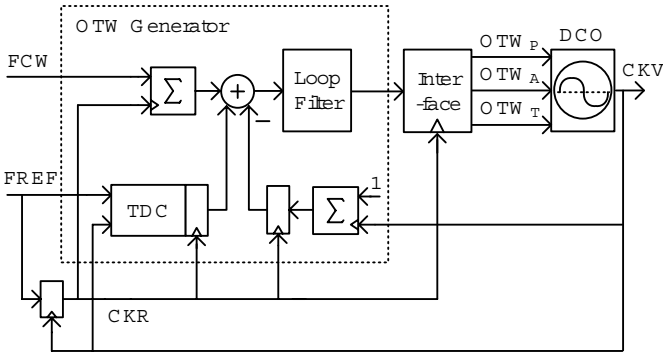 OTW Generator
FCW
Σ
+
−
Loop
Filter
Inter
-face
OTW P
OTW A
OTW T
DCO
CKV
FREF
TDC
Σ
1
CKR